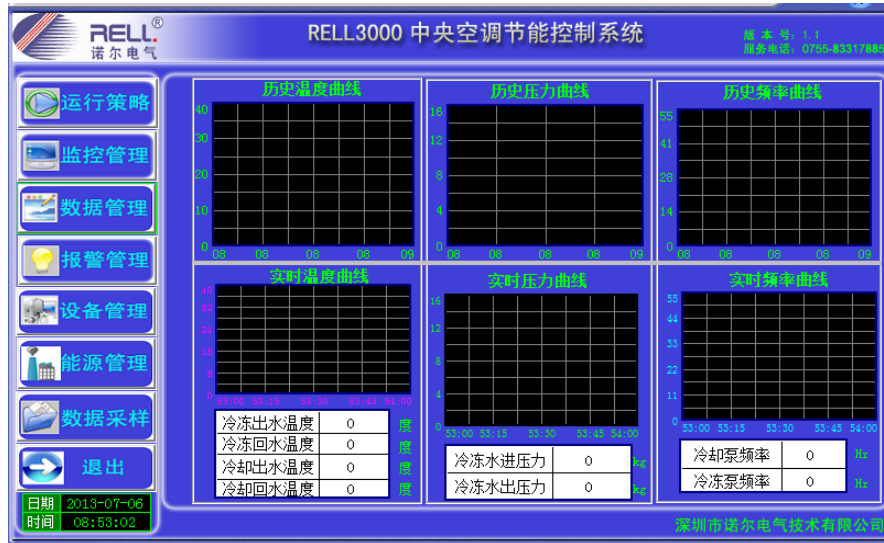 RELL.®
诺尔电气
RELL3000 中央空调节能控制系统
版 本 号: 1.1
服务电话: 0755-83317885
运行策略
监控管理
数据管理
报警管理
设备管理
能源管理
数据采样
退出
日期 2013-07-06
时间 08:53:02
历史温度曲线
40
30
20
10
0
08 08 08 08 09
历史压力曲线
16
12
8
4
0
08 08 08 08 09
历史频率曲线
55
41
28
14
0
08 08 08 08 09
实时温度曲线
40
32
24
16
8
0
53:00 53:15 53:30 53:45 54:00
冷冻出水温度 0 度
冷冻回水温度 0 度
冷却出水温度 0 度
冷却回水温度 0 度
实时压力曲线
16
12
8
4
0
53:00 53:15 53:30 53:45 54:00
冷冻水进压力 0 kg
冷冻水出压力 0 kg
实时频率曲线
55
44
33
22
11
0
53:00 53:15 53:30 53:45 54:00
冷却泵频率 0 Hz
冷冻泵频率 0 Hz
深圳市诺尔电气技术有限公司